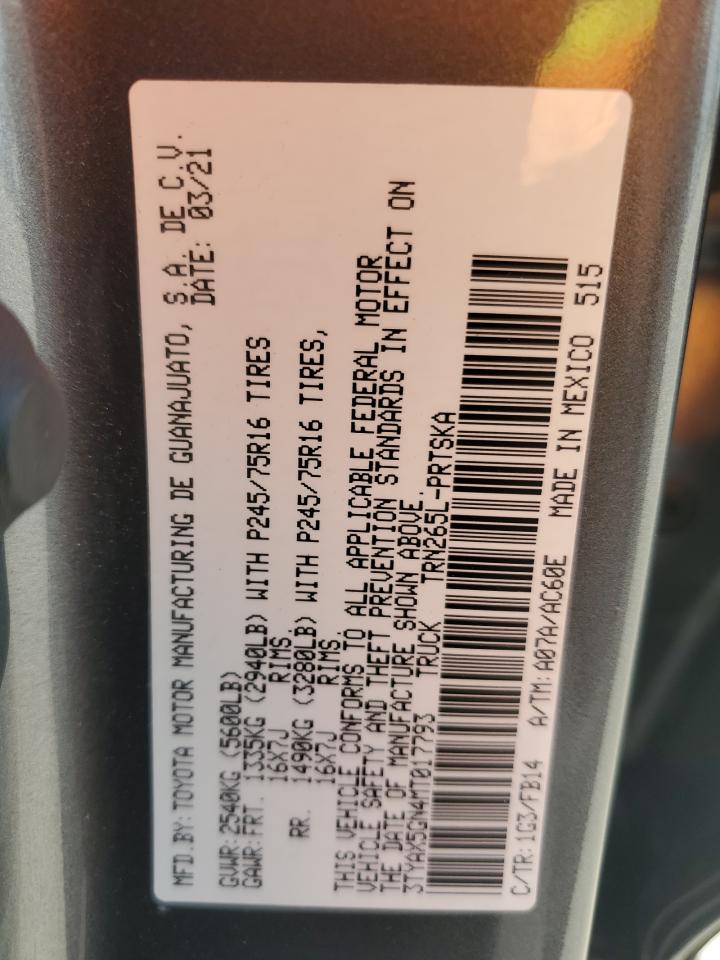 MFD.BY: TOYOTA MOTOR MANUFACTURING DE GUANAJUATO, S.A. DE C.V.
DATE: 03/21
GVWR: 2540KG (5600LB)
GAWR: FRT. 1335KG (2940LB) WITH P245/75R16 TIRES
16X7J RIMS.
RR. 1490KG (3280LB) WITH P245/75R16 TIRES,
16X7J RIMS.
THIS VEHICLE CONFORMS TO ALL APPLICABLE FEDERAL MOTOR
VEHICLE SAFETY AND THEFT PREVENTION STANDARDS IN EFFECT ON
THE DATE OF MANUFACTURE SHOWN ABOVE.
3TYAX5GN4MT017793 TRUCK TRN265L-PRTSKA
C/TR: 1G3/FB14 A/TM: A07A/AC60E MADE IN MEXICO 515